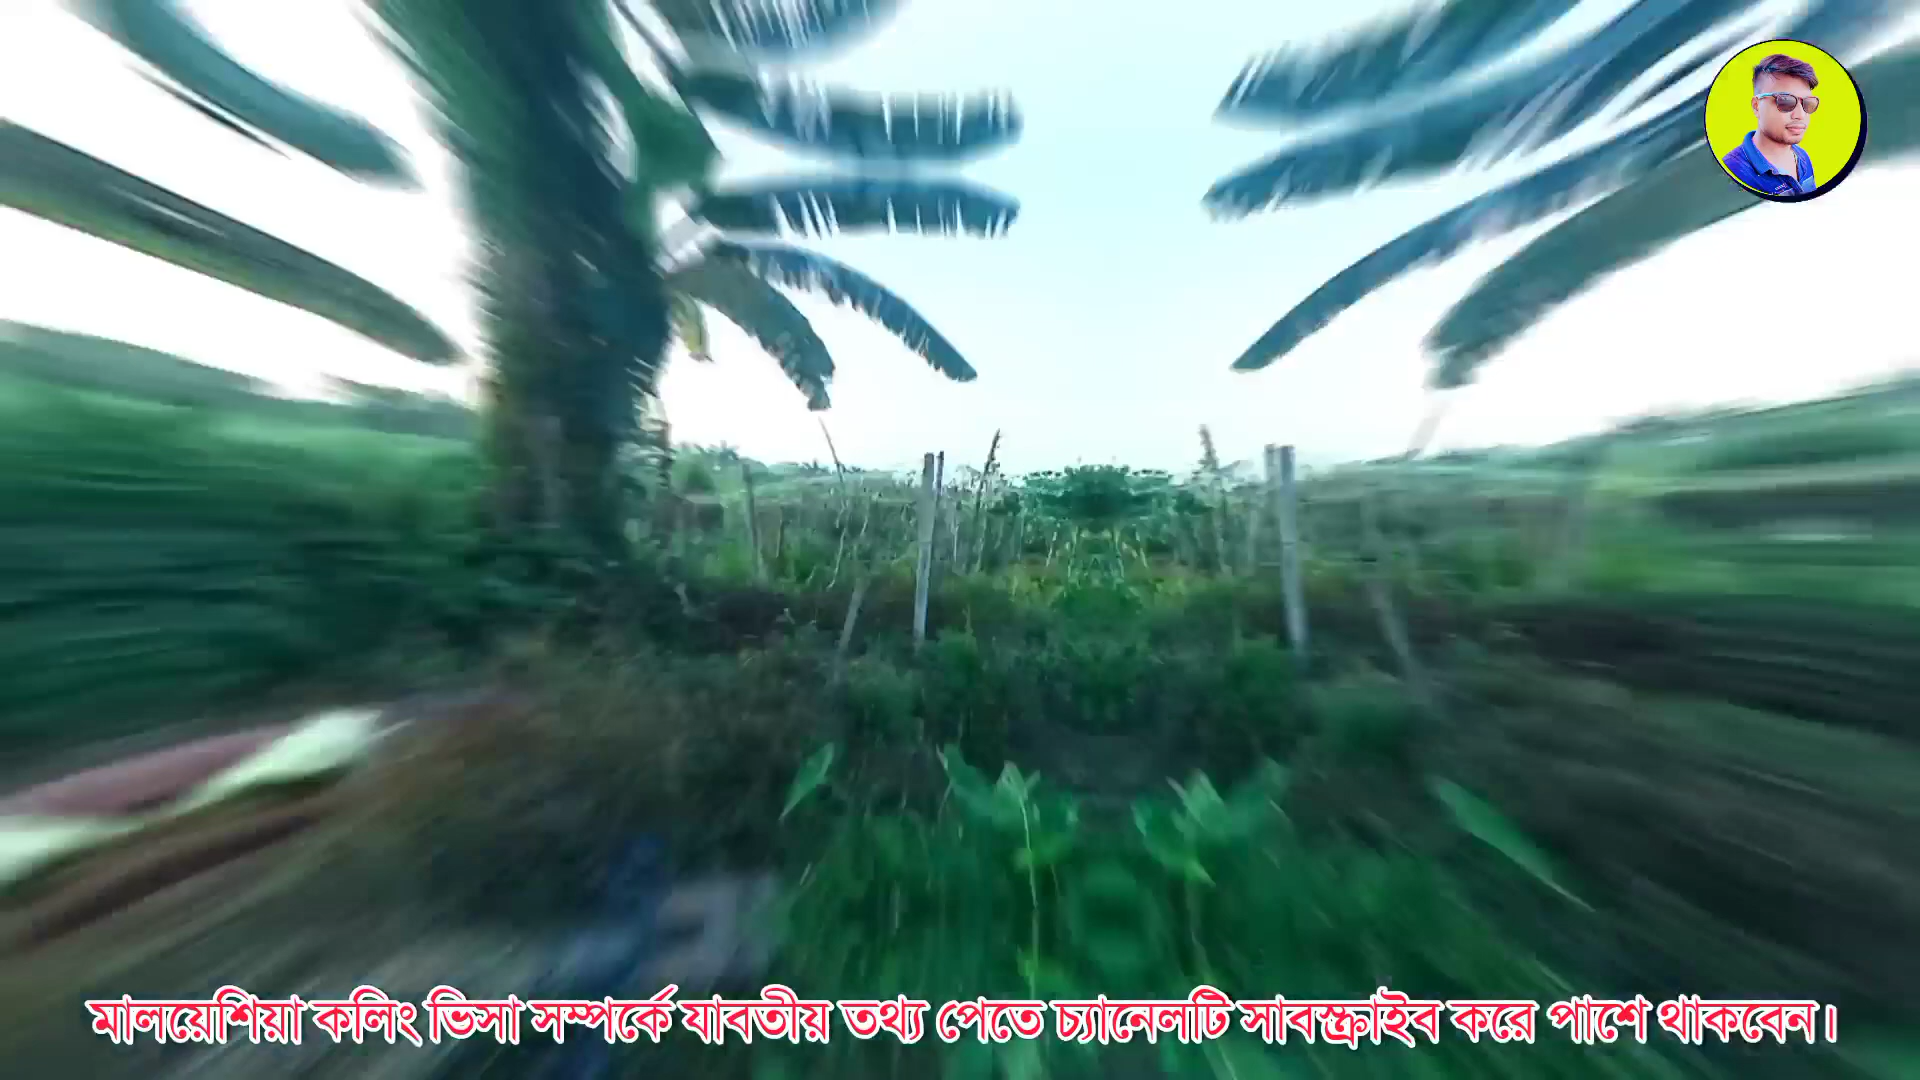 মালয়েশিয়া কলিং ভিসা সম্পর্কে যাবতীয় তথ্য পেতে চ্যানেলটি সাবস্ক্রাইব করে পাশে থাকবেন।